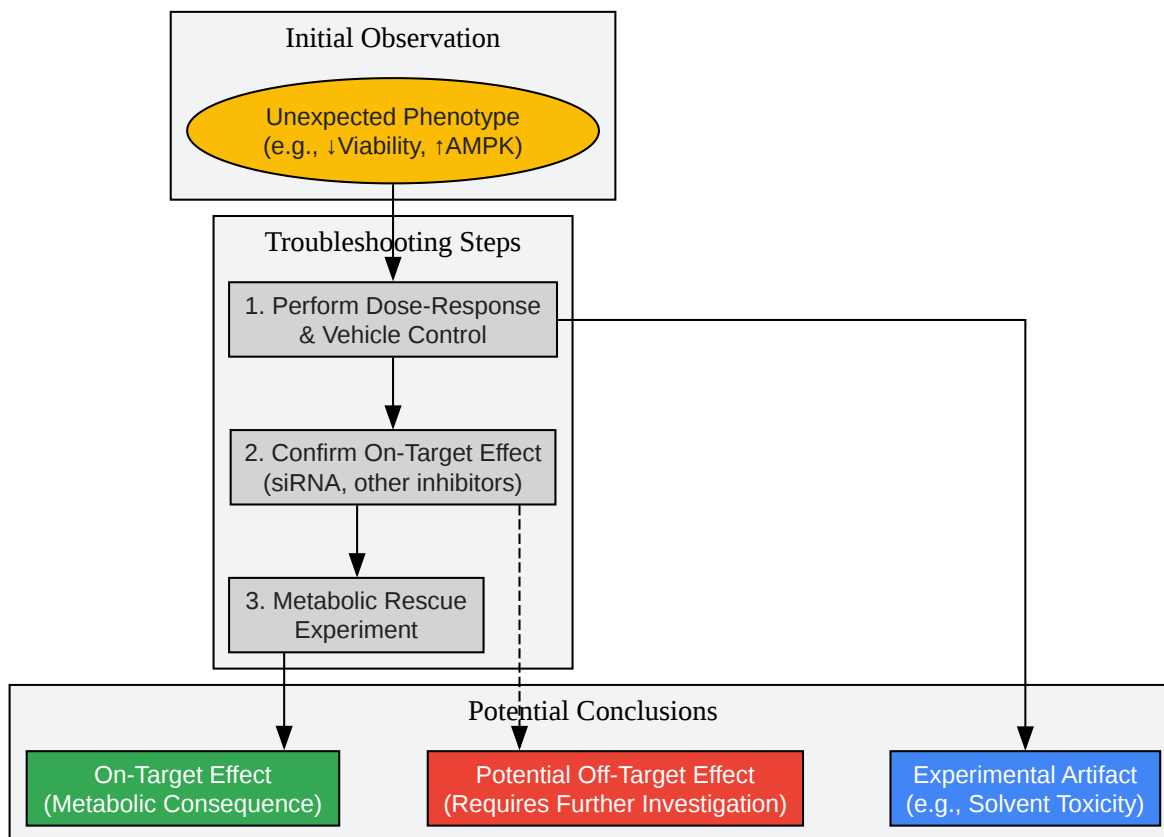 Initial Observation
Unexpected Phenotype
(e.g., ↓Viability, ↑AMPK)
Troubleshooting Steps
1. Perform Dose-Response
& Vehicle Control
2. Confirm On-Target Effect
(siRNA, other inhibitors)
3. Metabolic Rescue
Experiment
Potential Conclusions
On-Target Effect
(Metabolic Consequence)
Potential Off-Target Effect
(Requires Further Investigation)
Experimental Artifact
(e.g., Solvent Toxicity)